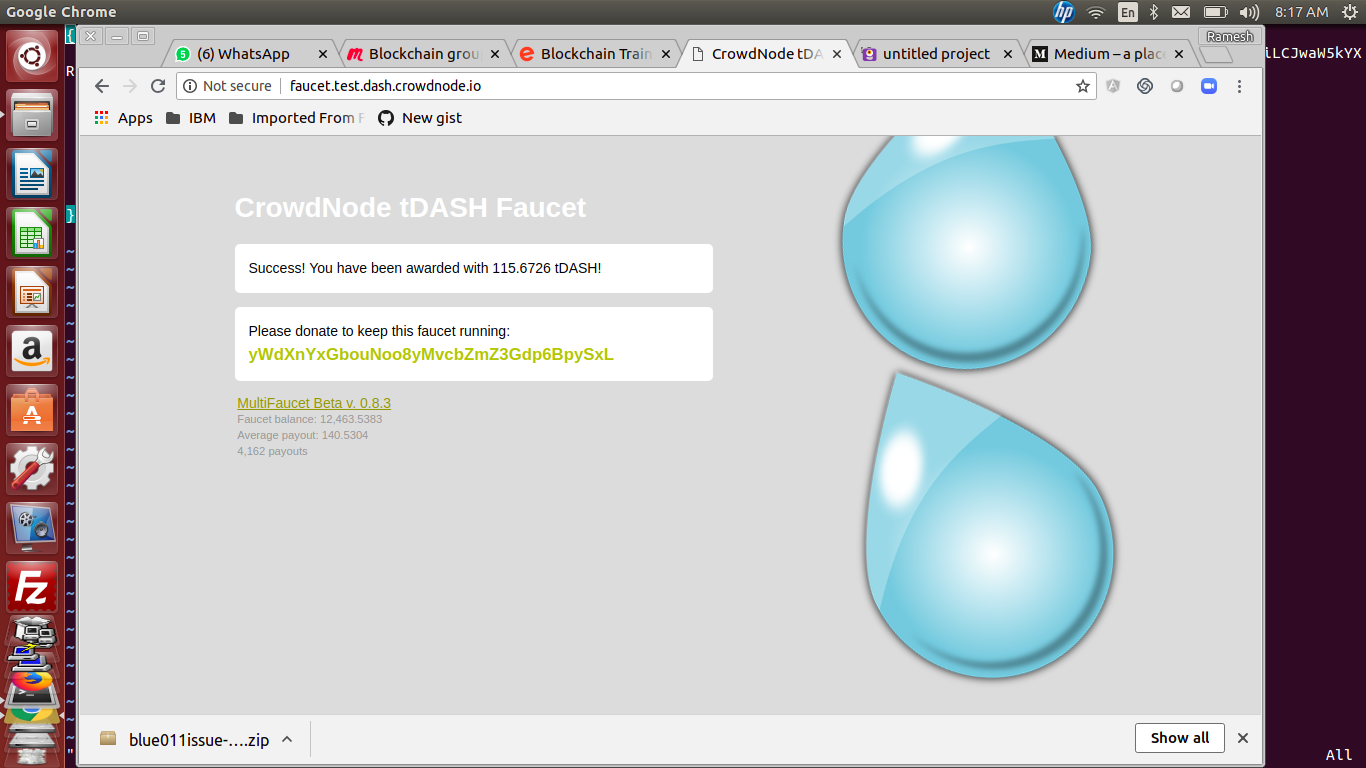 Google Chrome
hp
En
8:17 AM
Ramesh
(6) WhatsApp
Blockchain grou
Blockchain Train
CrowdNode tDA
untitled project
Medium – a place
iLCJwaW5kYX
{
R
}
Not secure
faucet.test.dash.crowdnode.io
Apps
IBM
Imported From F
New gist
CrowdNode tDASH Faucet
Success! You have been awarded with 115.6726 tDASH!
Please donate to keep this faucet running:
yWdXnYxGbouNoo8yMvcbZmZ3Gdp6BpySxL
MultiFaucet Beta v. 0.8.3
Faucet balance: 12,463.5383
Average payout: 140.5304
4,162 payouts
a
A
Fz
blue011issue-....zip
Show all
"
All